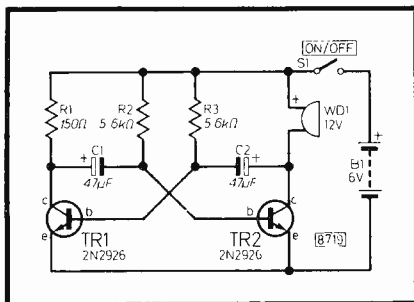 ON/OFF
S1
R1
150Ω
R2
5·6kΩ
R3
5·6kΩ
+
WD1
12V
C1
+
47μF
C2
+
47μF
B1
6V
+
c
b
e
TR1
2N2926
c
b
e
TR2
2N2926
8719